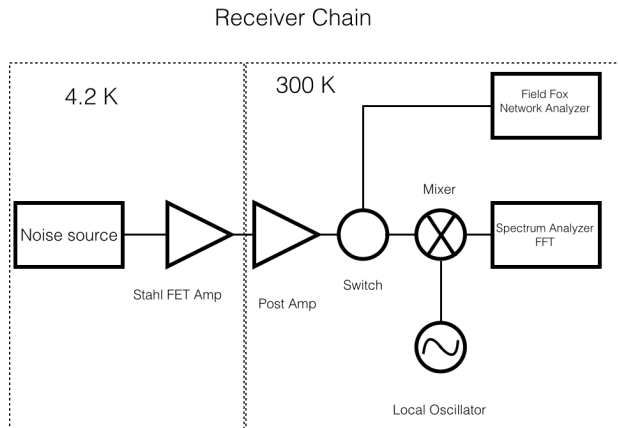 Receiver Chain
4.2 K
300 K
Field Fox
Network Analyzer
Mixer
Noise source
Spectrum Analyzer
FFT
Stahl FET Amp
Post Amp
Switch
Local Oscillator